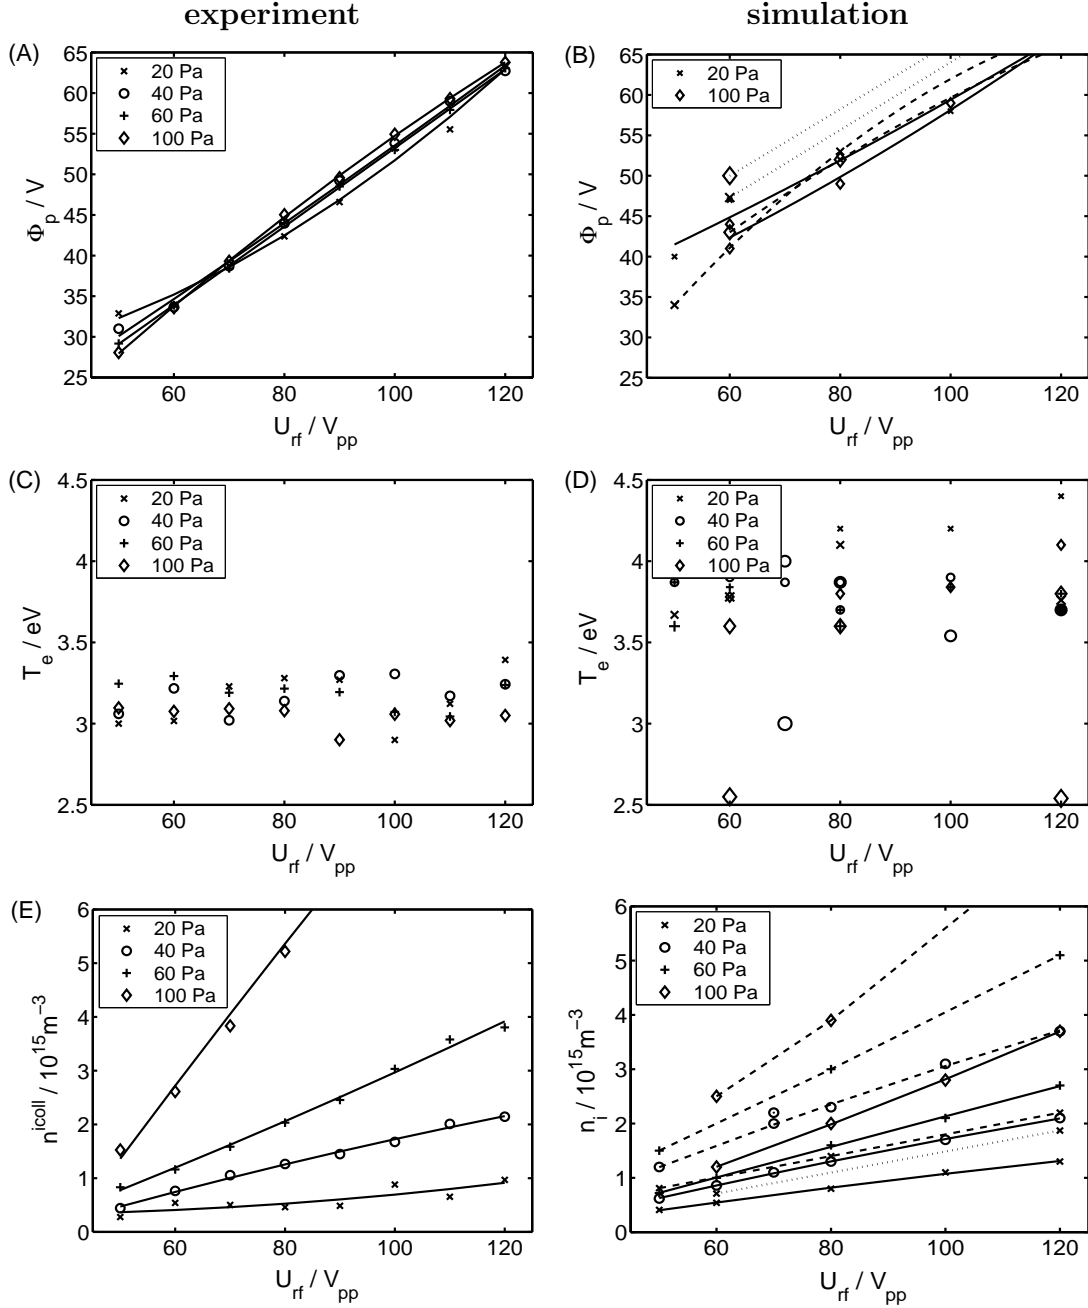 experiment
simulation
(A)
65
60
55
50
45
40
35
30
25
Φp / V
20 Pa
40 Pa
60 Pa
100 Pa
60
80
100
120
Urf / Vpp
(B)
65
60
55
50
45
40
35
30
25
Φp / V
20 Pa
100 Pa
60
80
100
120
Urf / Vpp
(C)
4.5
4
3.5
3
2.5
Te / eV
20 Pa
40 Pa
60 Pa
100 Pa
60
80
100
120
Urf / Vpp
(D)
4.5
4
3.5
3
2.5
Te / eV
20 Pa
40 Pa
60 Pa
100 Pa
60
80
100
120
Urf / Vpp
(E)
6
5
4
3
2
1
0
nicoll / 10^15m^−3
20 Pa
40 Pa
60 Pa
100 Pa
60
80
100
120
Urf / Vpp
6
5
4
3
2
1
0
ni / 10^15m^−3
20 Pa
40 Pa
60 Pa
100 Pa
60
80
100
120
Urf / Vpp